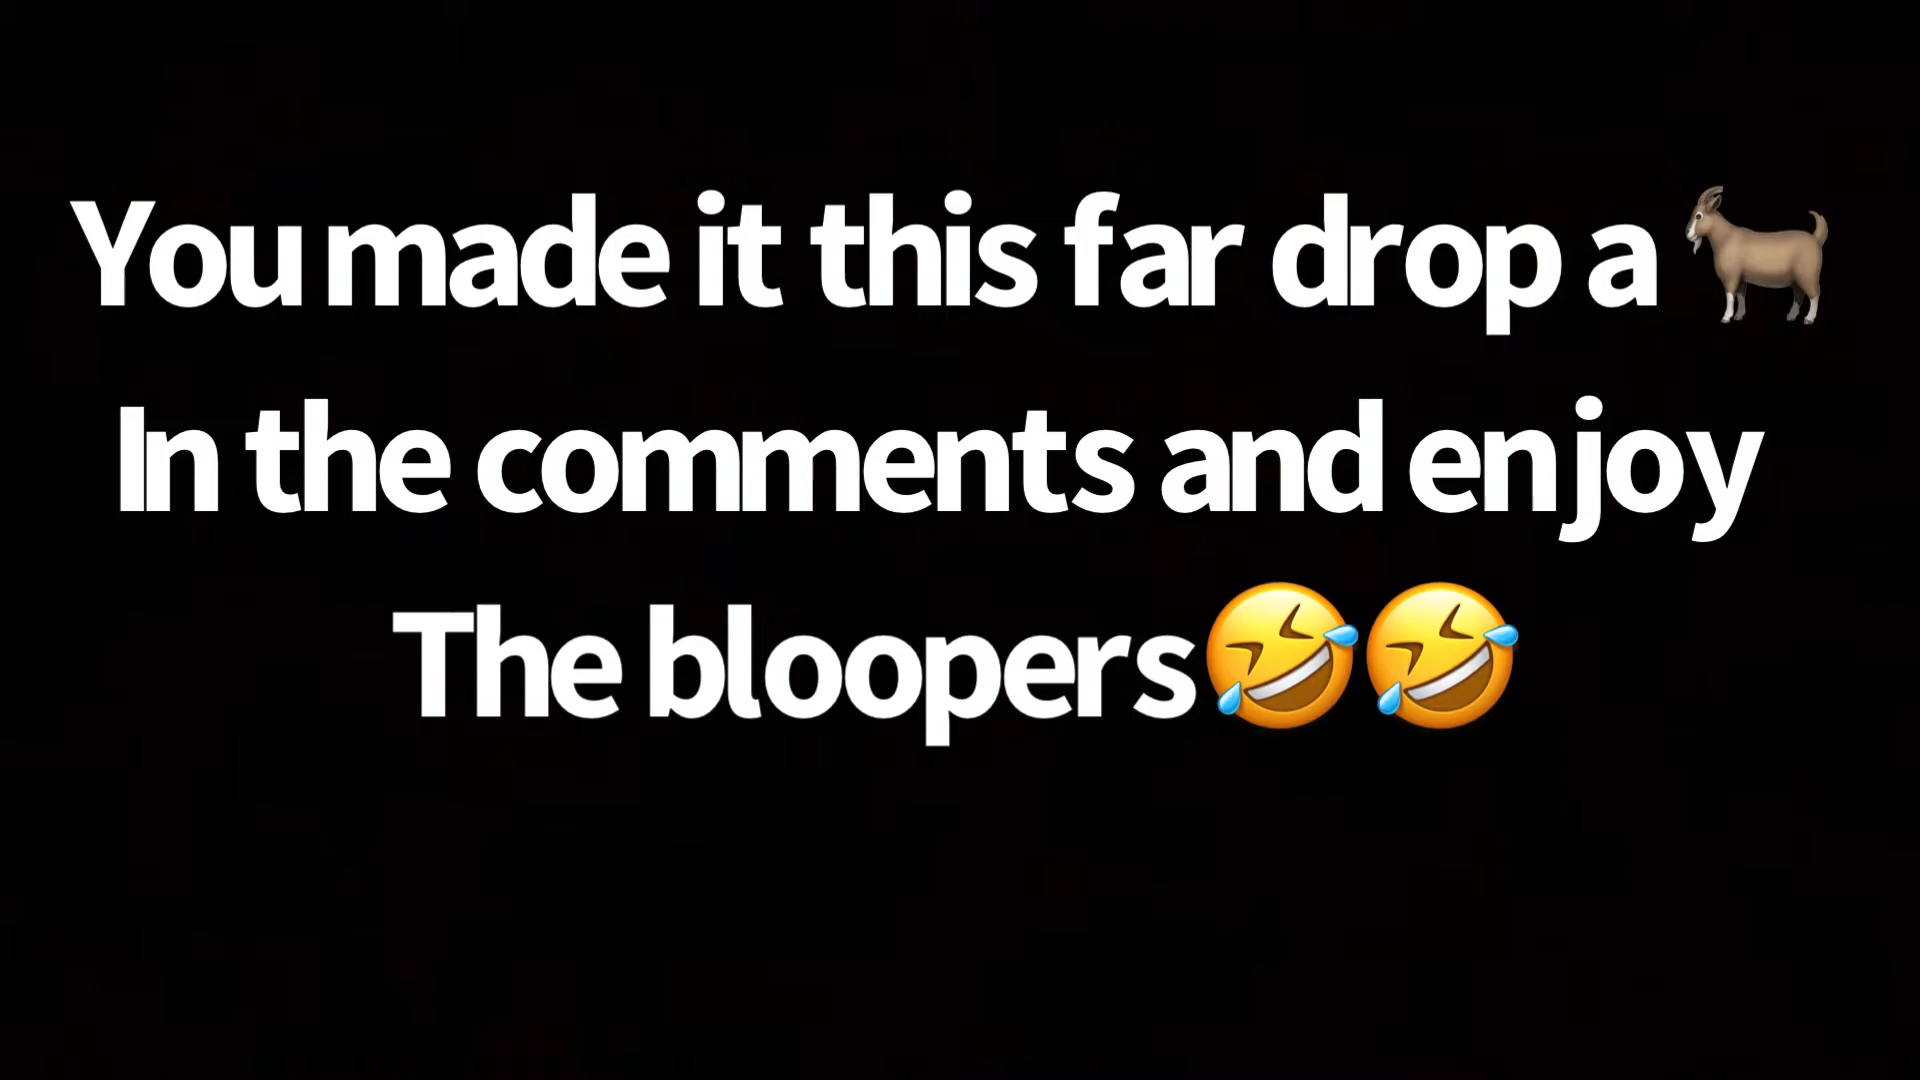 You made it this far drop a 🐐
In the comments and enjoy
The bloopers🤣🤣